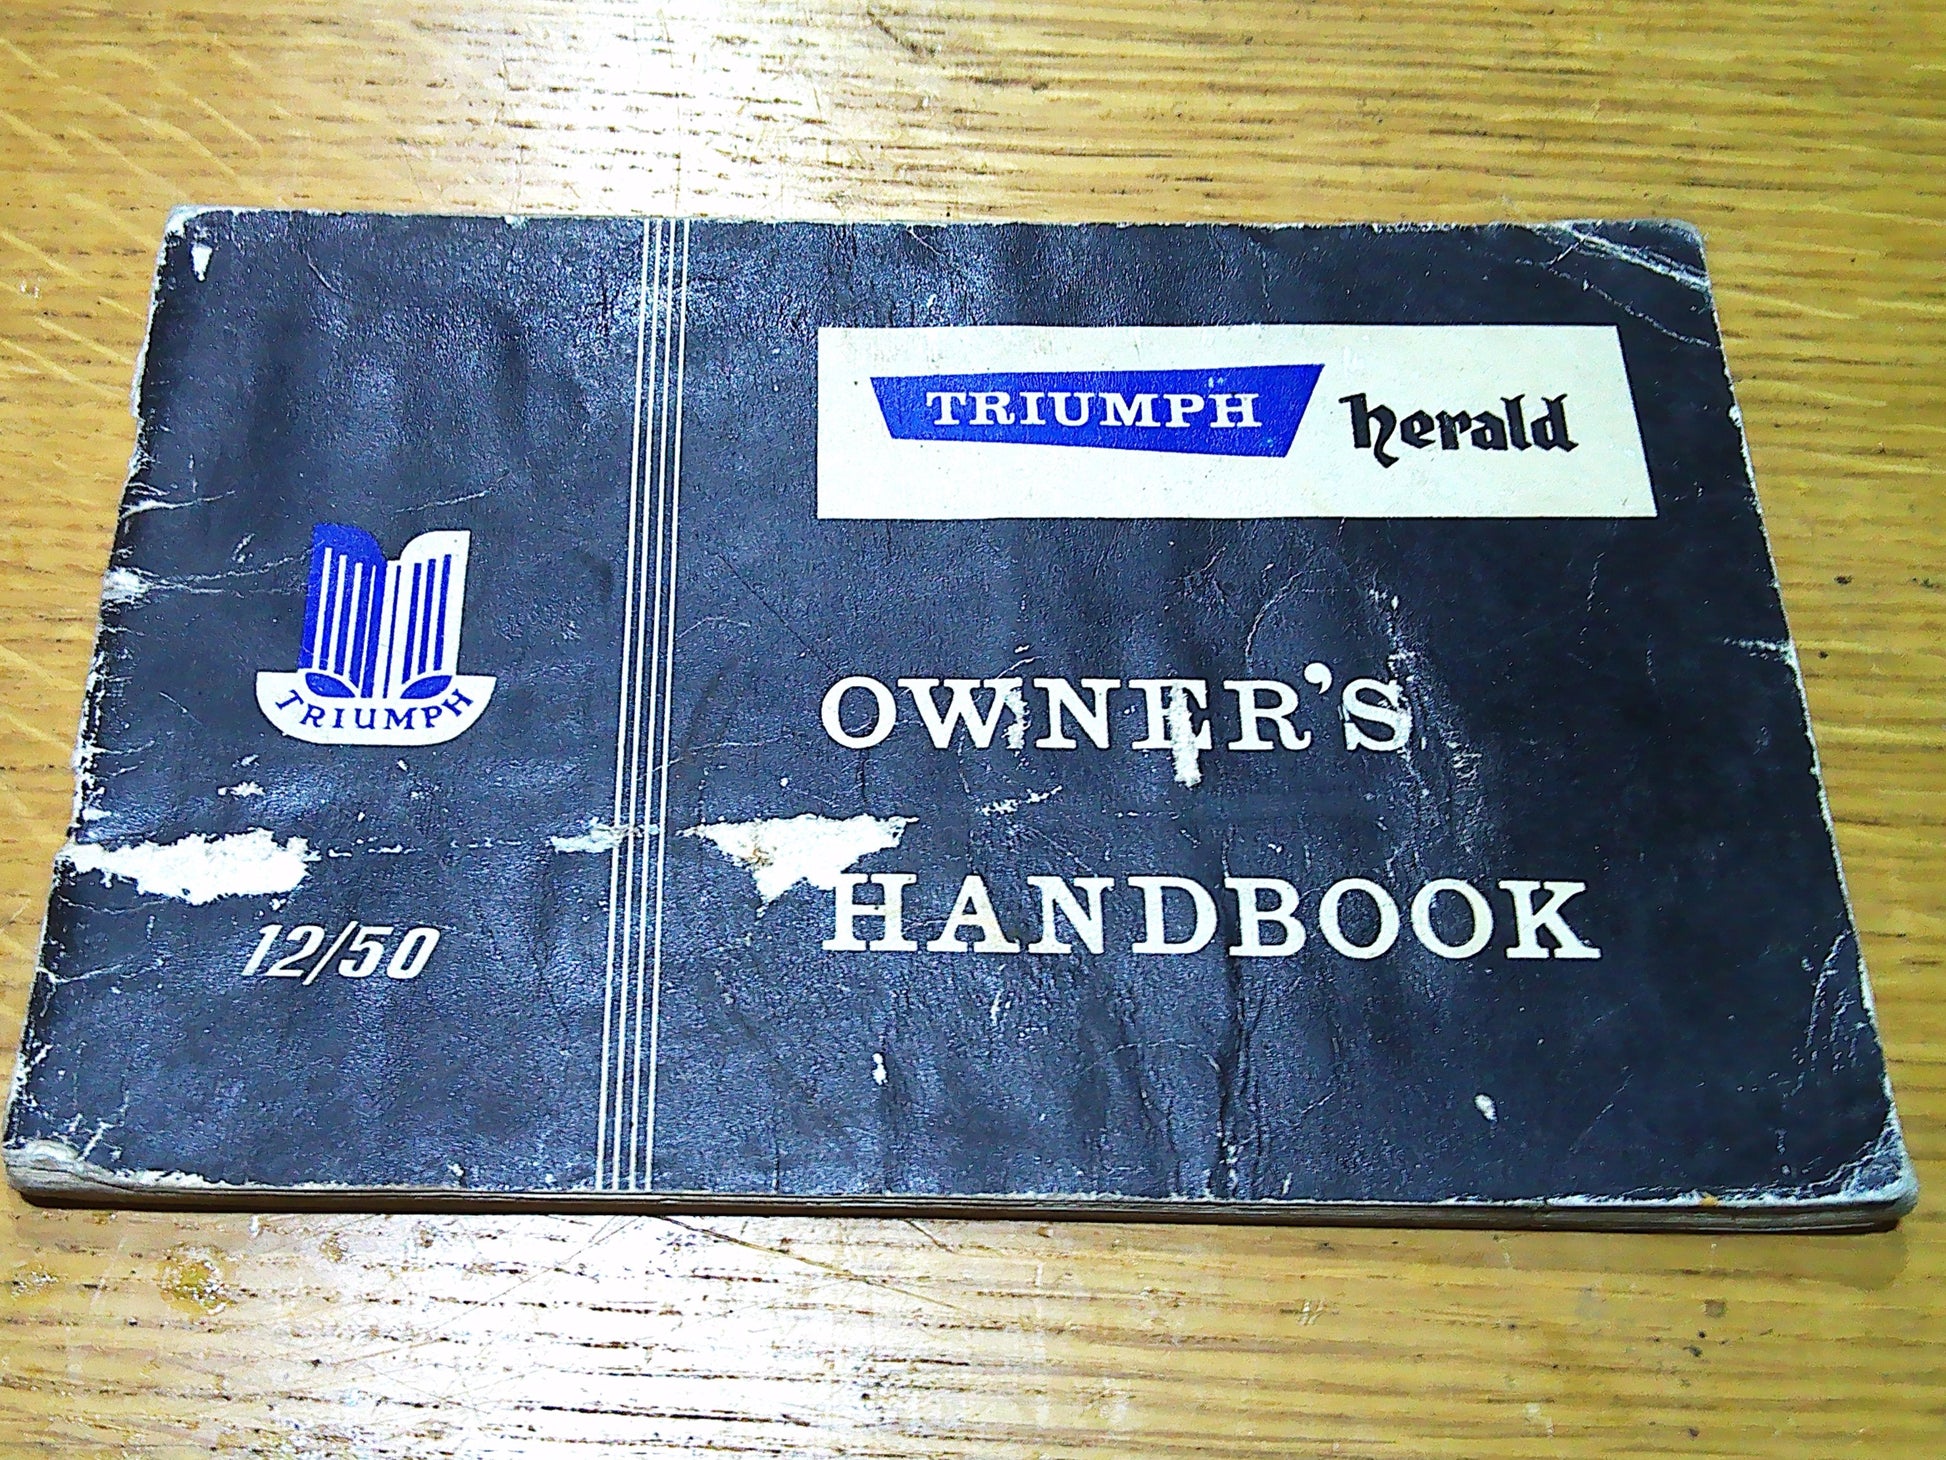 TRIUMPH herald
TRIUMPH
OWNER'S
HANDBOOK
12/50